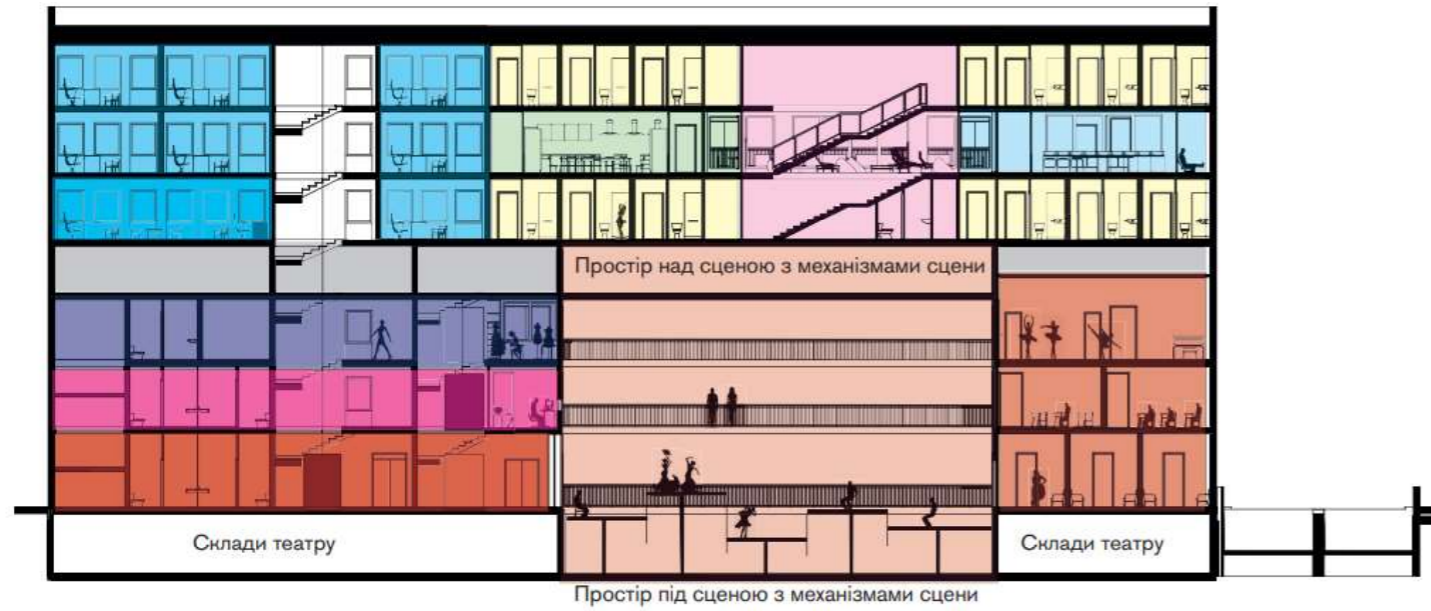 Простір над сценою з механізмами сцени
Склади театру
Склади театру
Простір під сценою з механізмами сцени